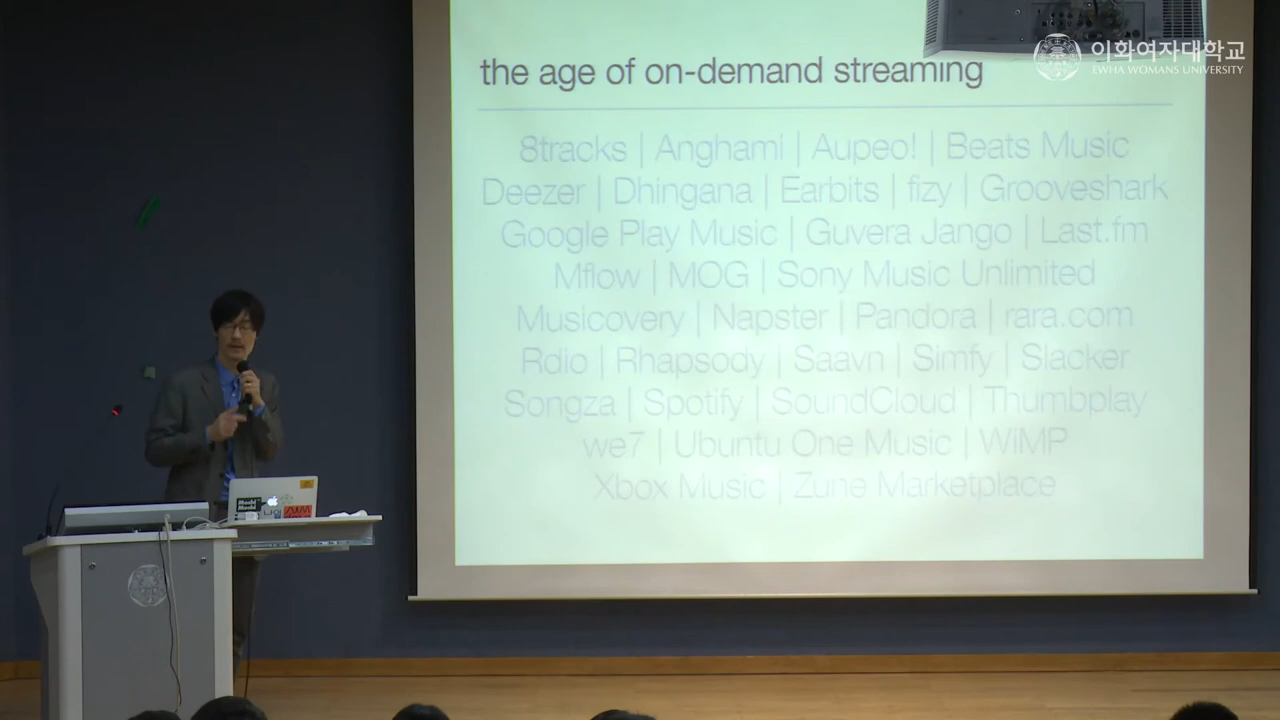 이화여자대학교
EWHA WOMANS UNIVERSITY
the age of on-demand streaming
8tracks | Anghami | Aupeo! | Beats Music
Deezer | Dhingana | Earbits | fizy | Grooveshark
Google Play Music | Guvera Jango | Last.fm
Mflow | MOG | Sony Music Unlimited
Musicovery | Napster | Pandora | rara.com
Rdio | Rhapsody | Saavn | Simfy | Slacker
Songza | Spotify | SoundCloud | Thumbplay
we7 | Ubuntu One Music | WiMP
Xbox Music | Zune Marketplace